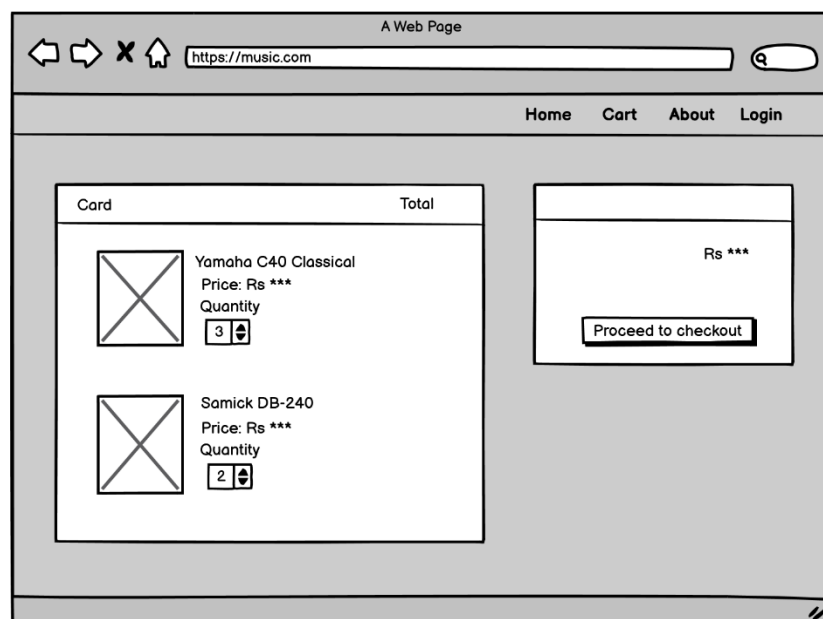 A Web Page
https://music.com
Home Cart About Login
Card Total
Yamaha C40 Classical
Price: Rs ***
Quantity
3
Samick DB-240
Price: Rs ***
Quantity
2
Rs ***
Proceed to checkout